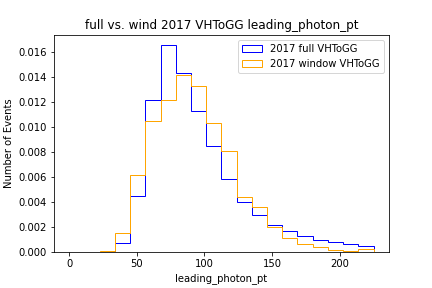 full vs. wind 2017 VHToGG leading_photon_pt
2017 full VHToGG
2017 window VHToGG
Number of Events
0.016
0.014
0.012
0.010
0.008
0.006
0.004
0.002
0.000
0 50 100 150 200
leading_photon_pt